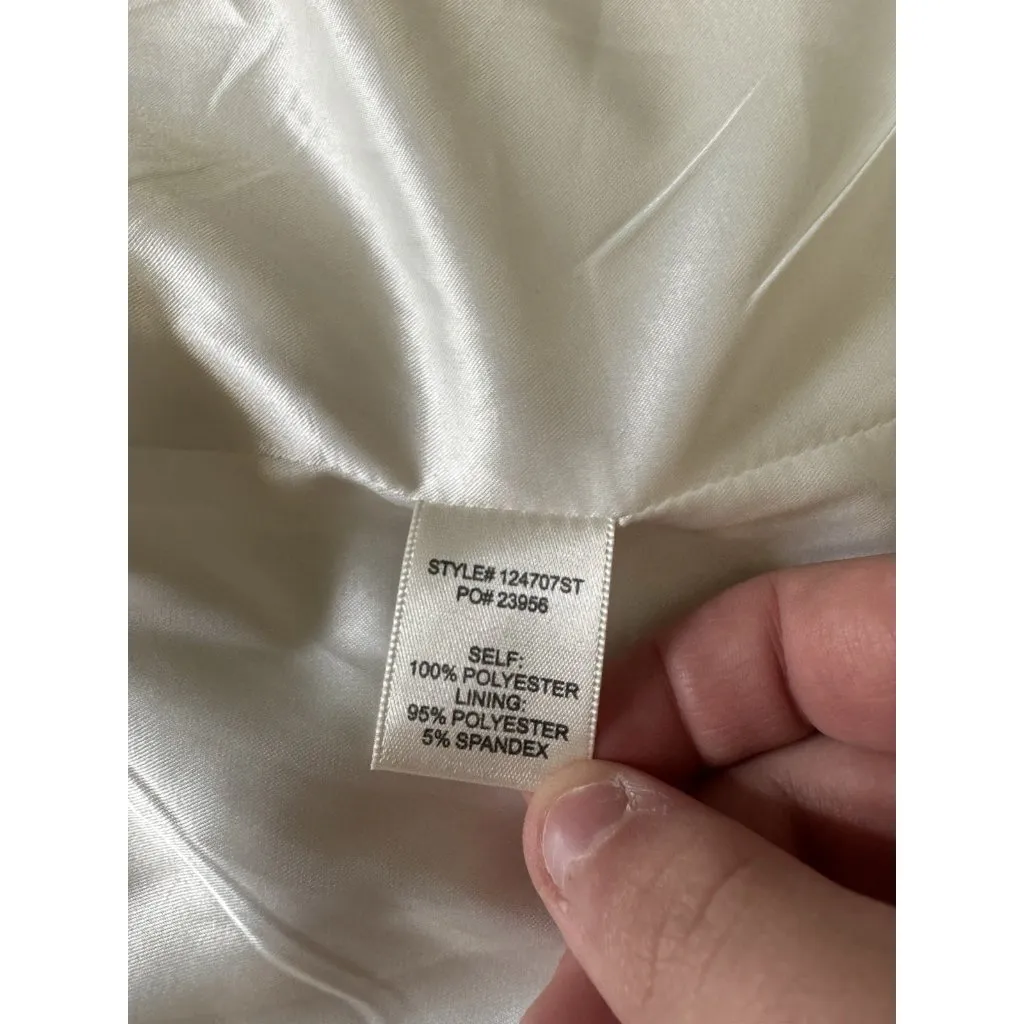 STYLE# 124707ST
PO# 23956
SELF:
100% POLYESTER
LINING:
95% POLYESTER
5% SPANDEX